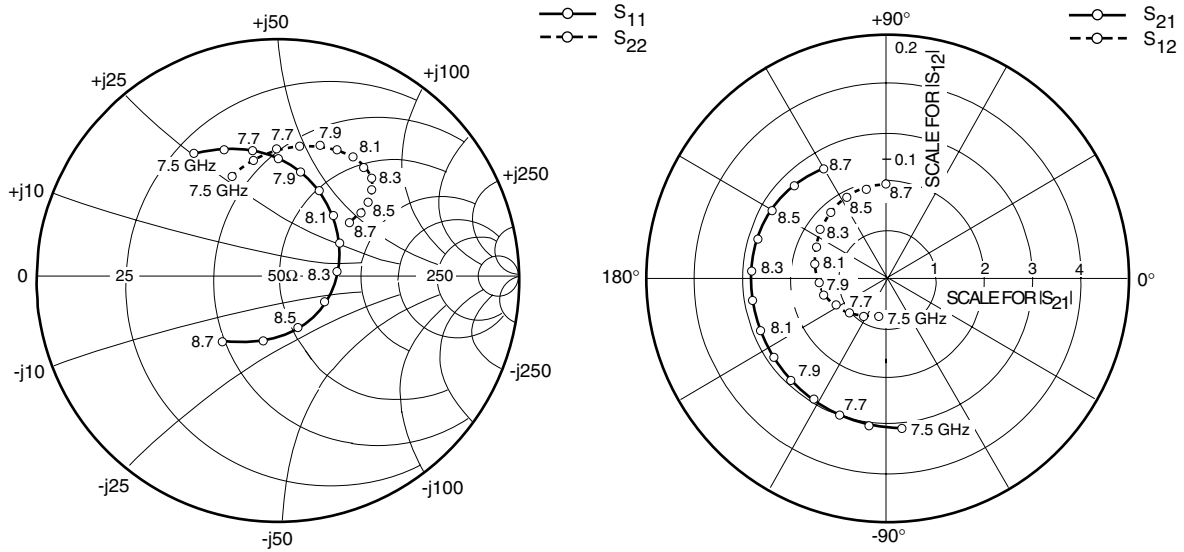 S11
S22
+j50
+j25
+j100
+j10
+j250
0
25
50Ω
250
-j10
-j250
-j25
-j100
-j50
7.5 GHz
7.7
7.9
8.1
8.3
8.5
8.7
7.5 GHz
7.7
7.9
8.1
8.3
8.5
8.7
S21
S12
+90°
0.2
SCALE FOR |S12|
0.1
180°
0°
1
2
3
4
SCALE FOR |S21|
-90°
8.7
8.5
8.3
8.1
7.9
7.7
7.5 GHz
8.7
8.5
8.3
8.1
7.9
7.7
7.5 GHz